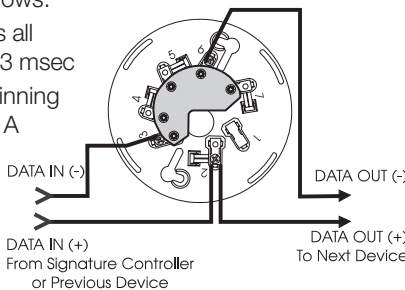 ows:
s all
3 msec
inning
A
DATA IN (-)
DATA OUT (-)
DATA IN (+)
From Signature Controller
or Previous Device
DATA OUT (+)
To Next Device
1
2
3
4
5
6
7